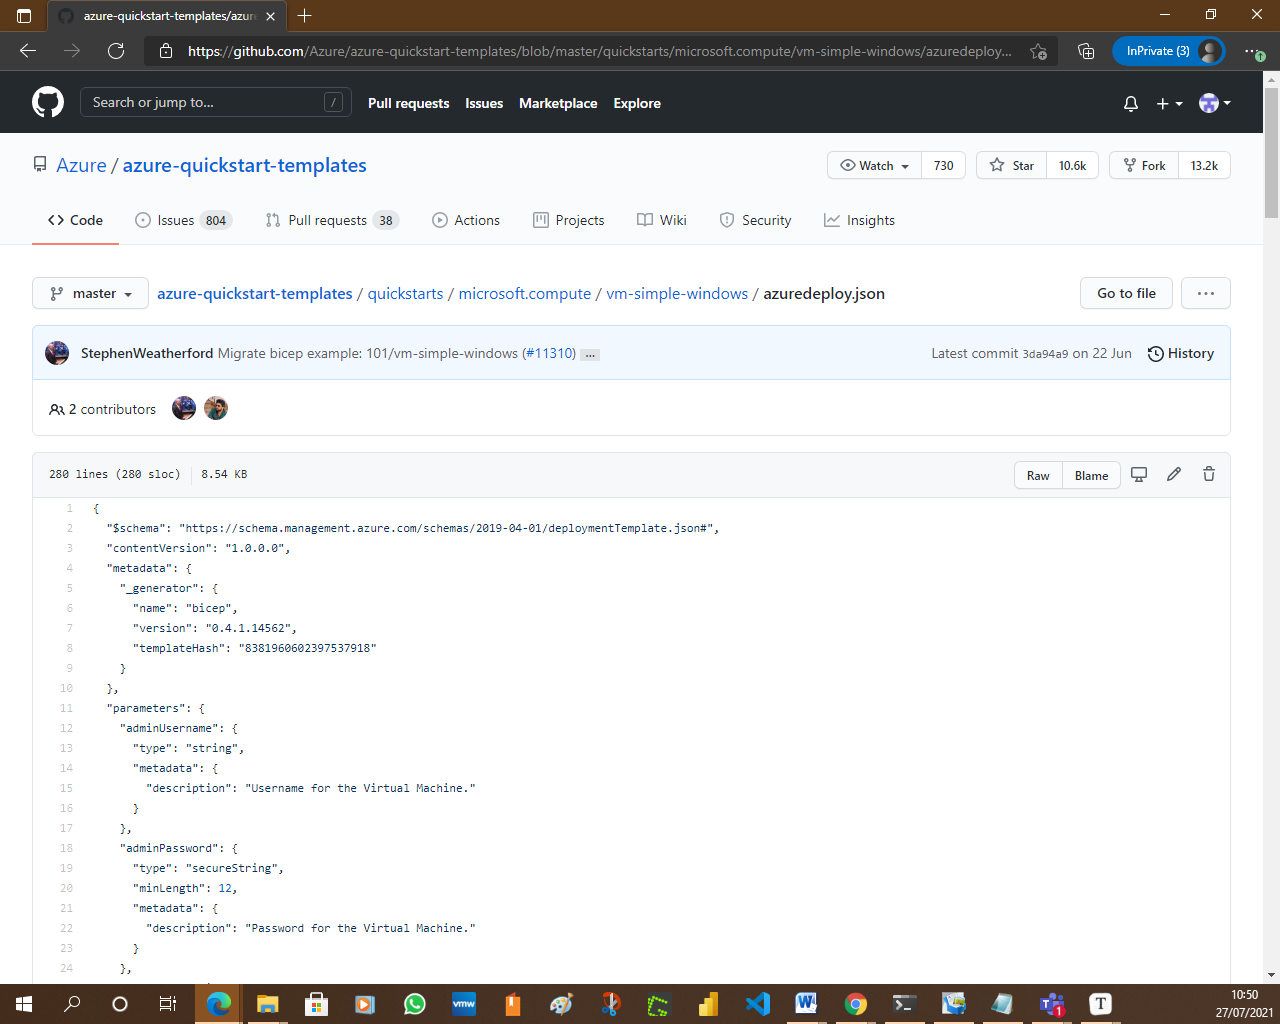 azure-quickstart-templates/azure
https://github.com/Azure/azure-quickstart-templates/blob/master/quickstarts/microsoft.compute/vm-simple-windows/azuredeploy...
InPrivate (3)
Search or jump to...
/
Pull requests
Issues
Marketplace
Explore
Azure / azure-quickstart-templates
Watch 730
Star 10.6k
Fork 13.2k
Code
Issues 804
Pull requests 38
Actions
Projects
Wiki
Security
Insights
master
azure-quickstart-templates / quickstarts / microsoft.compute / vm-simple-windows / azuredeploy.json
Go to file
...
StephenWeatherford Migrate bicep example: 101/vm-simple-windows (#11310) ...
Latest commit 3da94a9 on 22 Jun
History
2 contributors
280 lines (280 sloc) 8.54 KB
Raw
Blame
1 {
2 "$schema": "https://schema.management.azure.com/schemas/2019-04-01/deploymentTemplate.json#",
3 "contentVersion": "1.0.0.0",
4 "metadata": {
5 "_generator": {
6 "name": "bicep",
7 "version": "0.4.1.14562",
8 "templateHash": "8381960602397537918"
9 }
10 },
11 "parameters": {
12 "adminUsername": {
13 "type": "string",
14 "metadata": {
15 "description": "Username for the Virtual Machine."
16 }
17 },
18 "adminPassword": {
19 "type": "secureString",
20 "minLength": 12,
21 "metadata": {
22 "description": "Password for the Virtual Machine."
23 }
24 },
vmw
W
1
T
10:50
27/07/2021